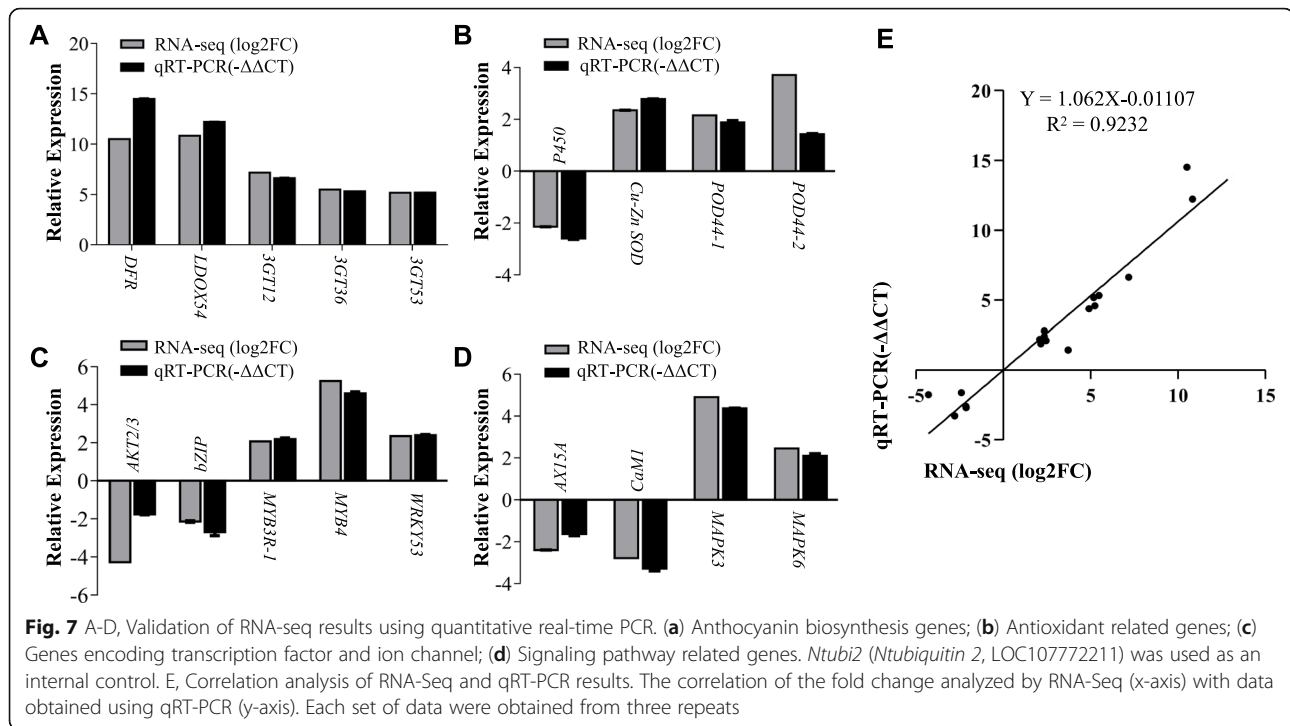 A
RNA-seq (log2FC)
qRT-PCR(-ΔΔCT)
Relative Expression
20
15
10
5
0
DFR
LDOX54
3GT12
3GT36
3GT53
B
RNA-seq (log2FC)
qRT-PCR(-ΔΔCT)
Relative Expression
4
2
0
-2
-4
P450
Cu-Zn SOD
POD44-1
POD44-2
C
RNA-seq (log2FC)
qRT-PCR(-ΔΔCT)
Relative Expression
6
4
2
0
-2
-4
-6
AKT2/3
bZIP
MYB3R-1
MYB4
WRKY53
D
RNA-seq (log2FC)
qRT-PCR(-ΔΔCT)
Relative Expression
6
4
2
0
-2
-4
AX15A
CaM1
MAPK3
MAPK6
E
Y = 1.062X-0.01107
R² = 0.9232
qRT-PCR(-ΔΔCT)
20
15
10
5
-5
-5
0
5
10
15
RNA-seq (log2FC)
Fig. 7 A-D, Validation of RNA-seq results using quantitative real-time PCR. (a) Anthocyanin biosynthesis genes; (b) Antioxidant related genes; (c)
Genes encoding transcription factor and ion channel; (d) Signaling pathway related genes. Ntubi2 (Ntubiquitin 2, LOC107772211) was used as an
internal control. E, Correlation analysis of RNA-Seq and qRT-PCR results. The correlation of the fold change analyzed by RNA-Seq (x-axis) with data
obtained using qRT-PCR (y-axis). Each set of data were obtained from three repeats